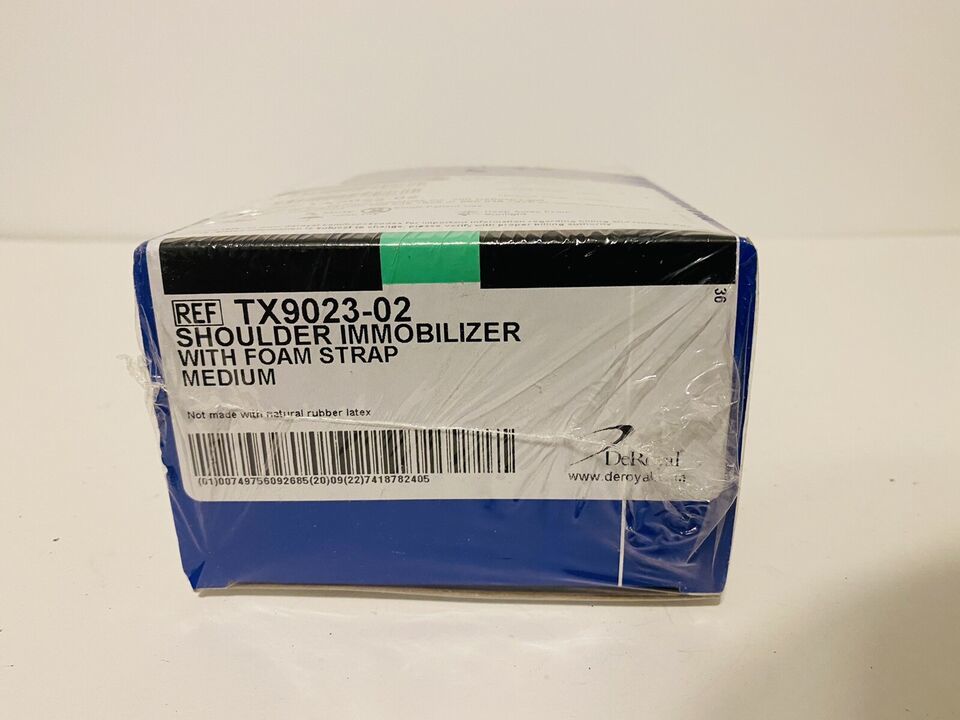 36
REF TX9023-02
SHOULDER IMMOBILIZER
WITH FOAM STRAP
MEDIUM
Not made with natural rubber latex
(01)00749756092685(20)09(22)7418782405
DeRoyal
www.deroyal.com